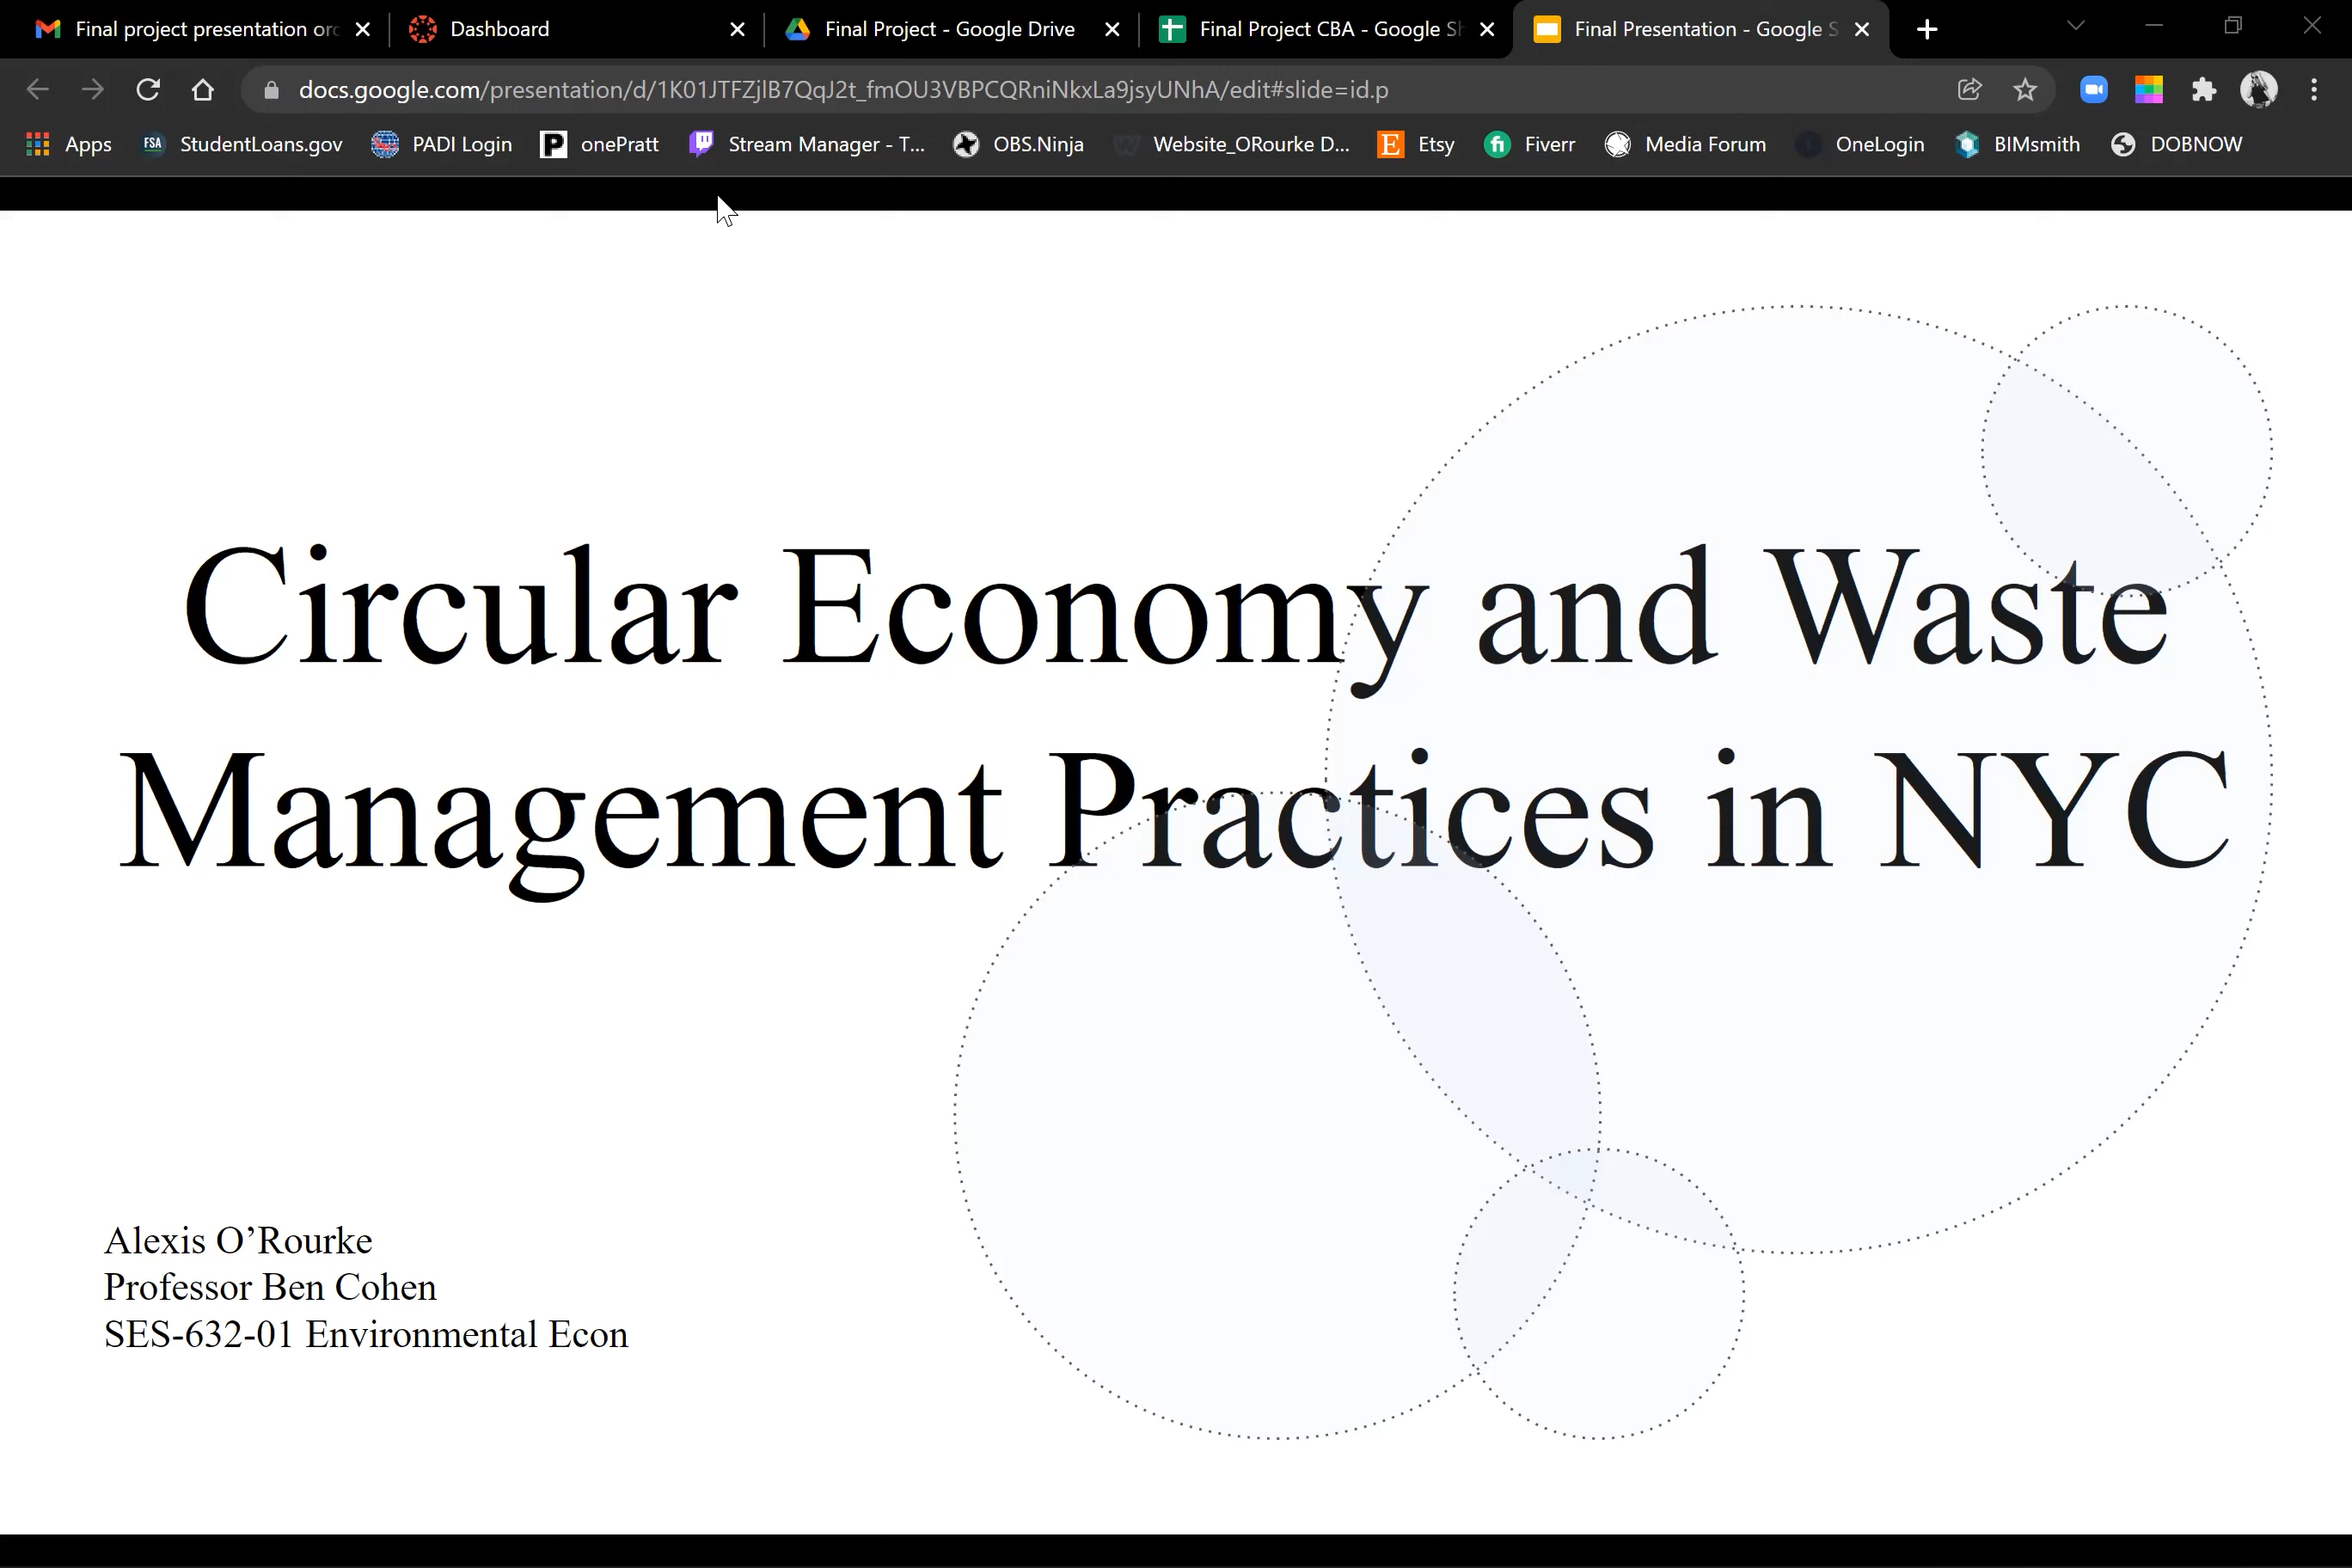 Final project presentation or
Dashboard
Final Project - Google Drive
Final Project CBA - Google Sh
Final Presentation - Google S
docs.google.com/presentation/d/1K01JTFZjlB7QqJ2t_fmOU3VBPCQRniNkxLa9jsyUNhA/edit#slide=id.p
Apps
FSA
StudentLoans.gov
PADI Login
P
onePratt
Stream Manager - T...
OBS.Ninja
W
Website_ORourke D...
E
Etsy
fi
Fiverr
Media Forum
OneLogin
BIMsmith
DOBNOW
Circular Economy and Waste
Management Practices in NYC
Alexis O’Rourke
Professor Ben Cohen
SES-632-01 Environmental Econ